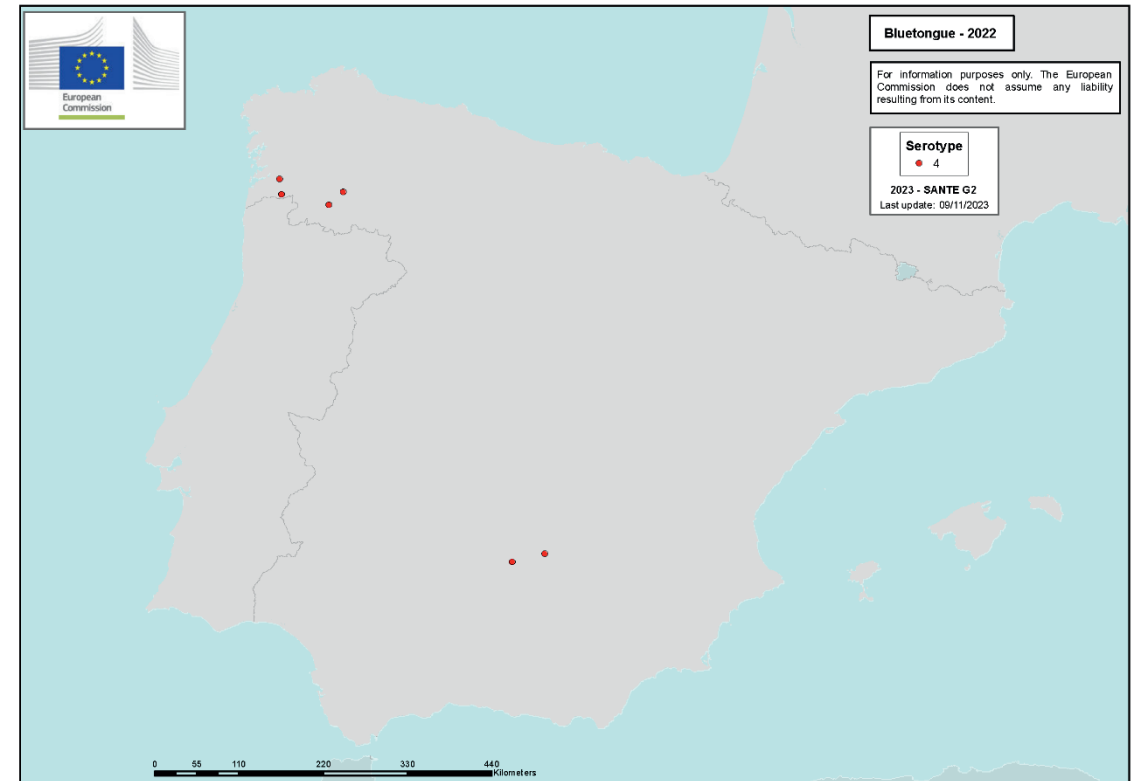 European
Commission
Bluetongue - 2022
For information purposes only. The European
Commission does not assume any liability
resulting from its content.
Serotype
4
2023 - SANTE G2
Last update: 09/11/2023
0 55 110 220 330 440
Kilometers